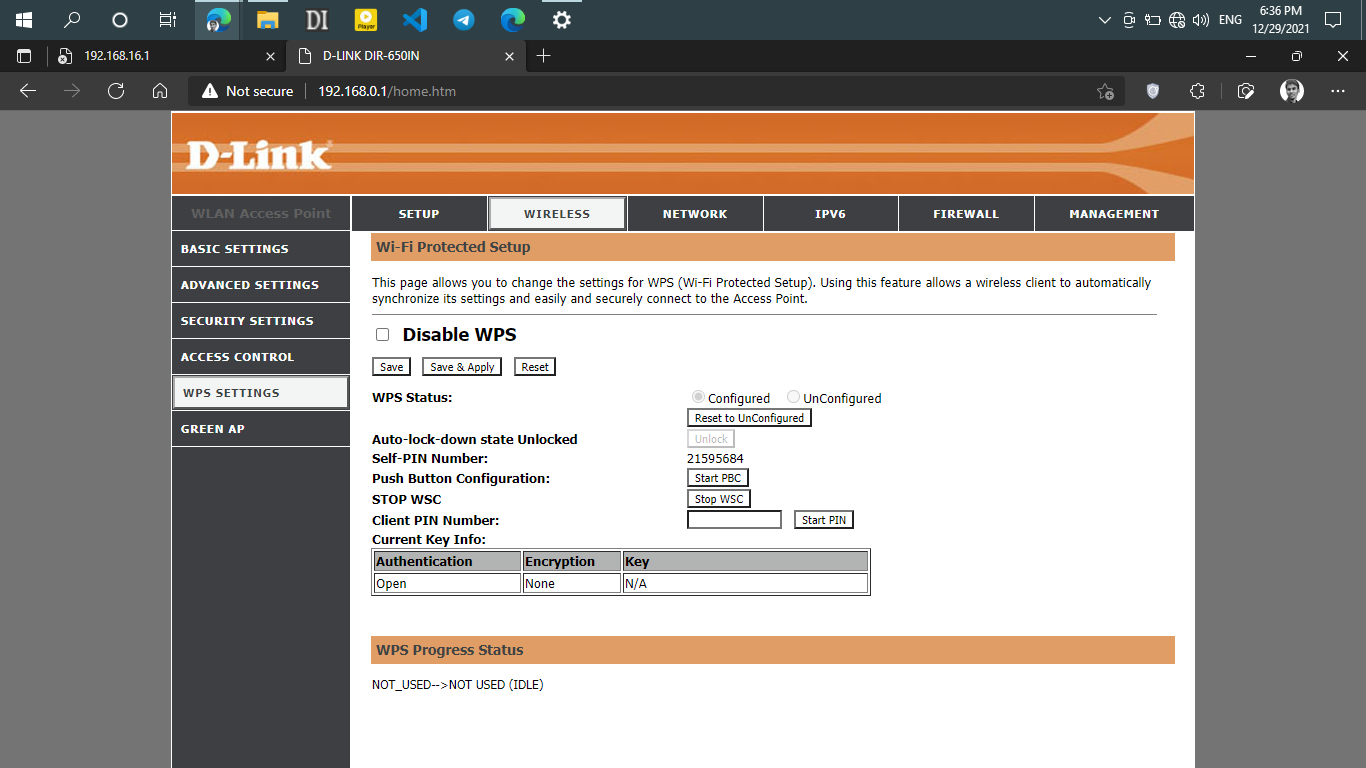 6:36 PM
ENG
12/29/2021
DI
Player
192.168.16.1
D-LINK DIR-650IN
Not secure
192.168.0.1/home.htm
D-Link
WLAN Access Point
SETUP
WIRELESS
NETWORK
IPV6
FIREWALL
MANAGEMENT
BASIC SETTINGS
ADVANCED SETTINGS
SECURITY SETTINGS
ACCESS CONTROL
WPS SETTINGS
GREEN AP
Wi-Fi Protected Setup
This page allows you to change the settings for WPS (Wi-Fi Protected Setup). Using this feature allows a wireless client to automatically
synchronize its settings and easily and securely connect to the Access Point.
Disable WPS
Save Save & Apply Reset
WPS Status: Configured UnConfigured
Reset to UnConfigured
Auto-lock-down state Unlocked Unlock
Self-PIN Number: 21595684
Push Button Configuration: Start PBC
STOP WSC Stop WSC
Client PIN Number: Start PIN
Current Key Info:
Authentication Encryption Key
Open None N/A
WPS Progress Status
NOT_USED-->NOT USED (IDLE)